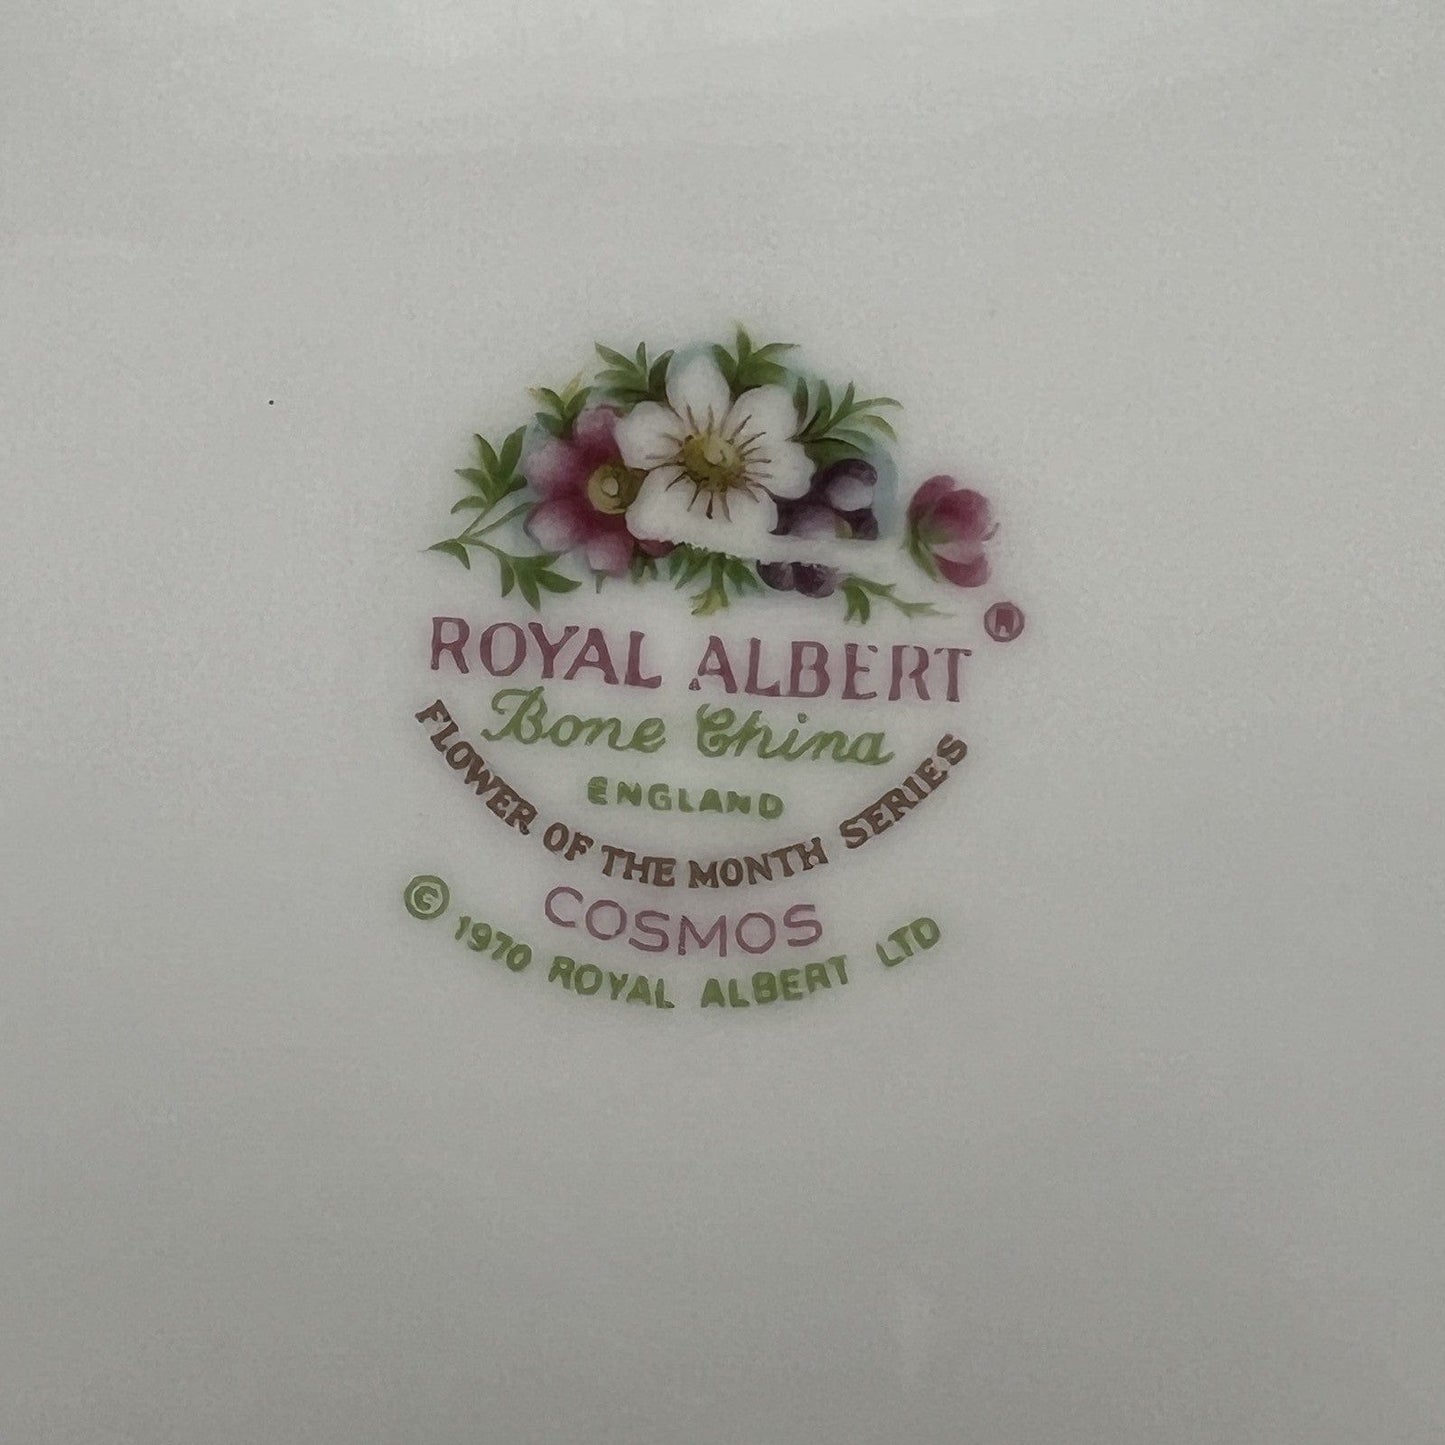 ROYAL ALBERT ®
Bone China
ENGLAND
FLOWER OF THE MONTH SERIES
COSMOS
© 1970 ROYAL ALBERT LTD